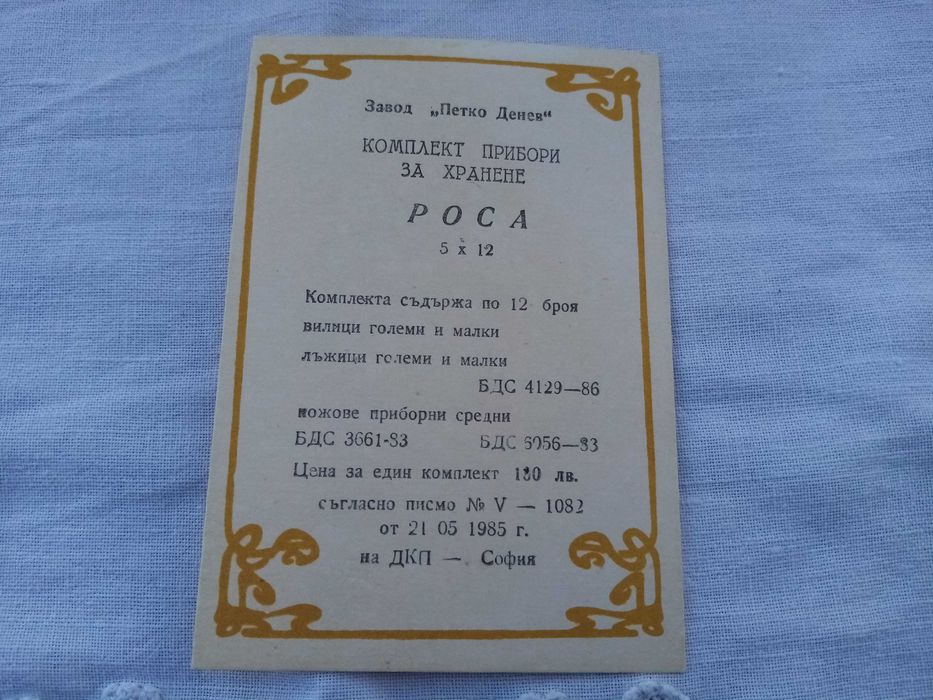 Завод „Петко Денев“
КОМПЛЕКТ ПРИБОРИ
ЗА ХРАНЕНЕ
РОСА
5 x 12
Комплекта съдържа по 12 броя
вилици големи и малки
лъжици големи и малки
БДС 4129—86
ножове приборни средни
БДС 3661-83 БДС 6956—83
Цена за един комплект 180 лв.
съгласно писмо № V — 1082
от 21 05 1985 г.
на ДКП — София